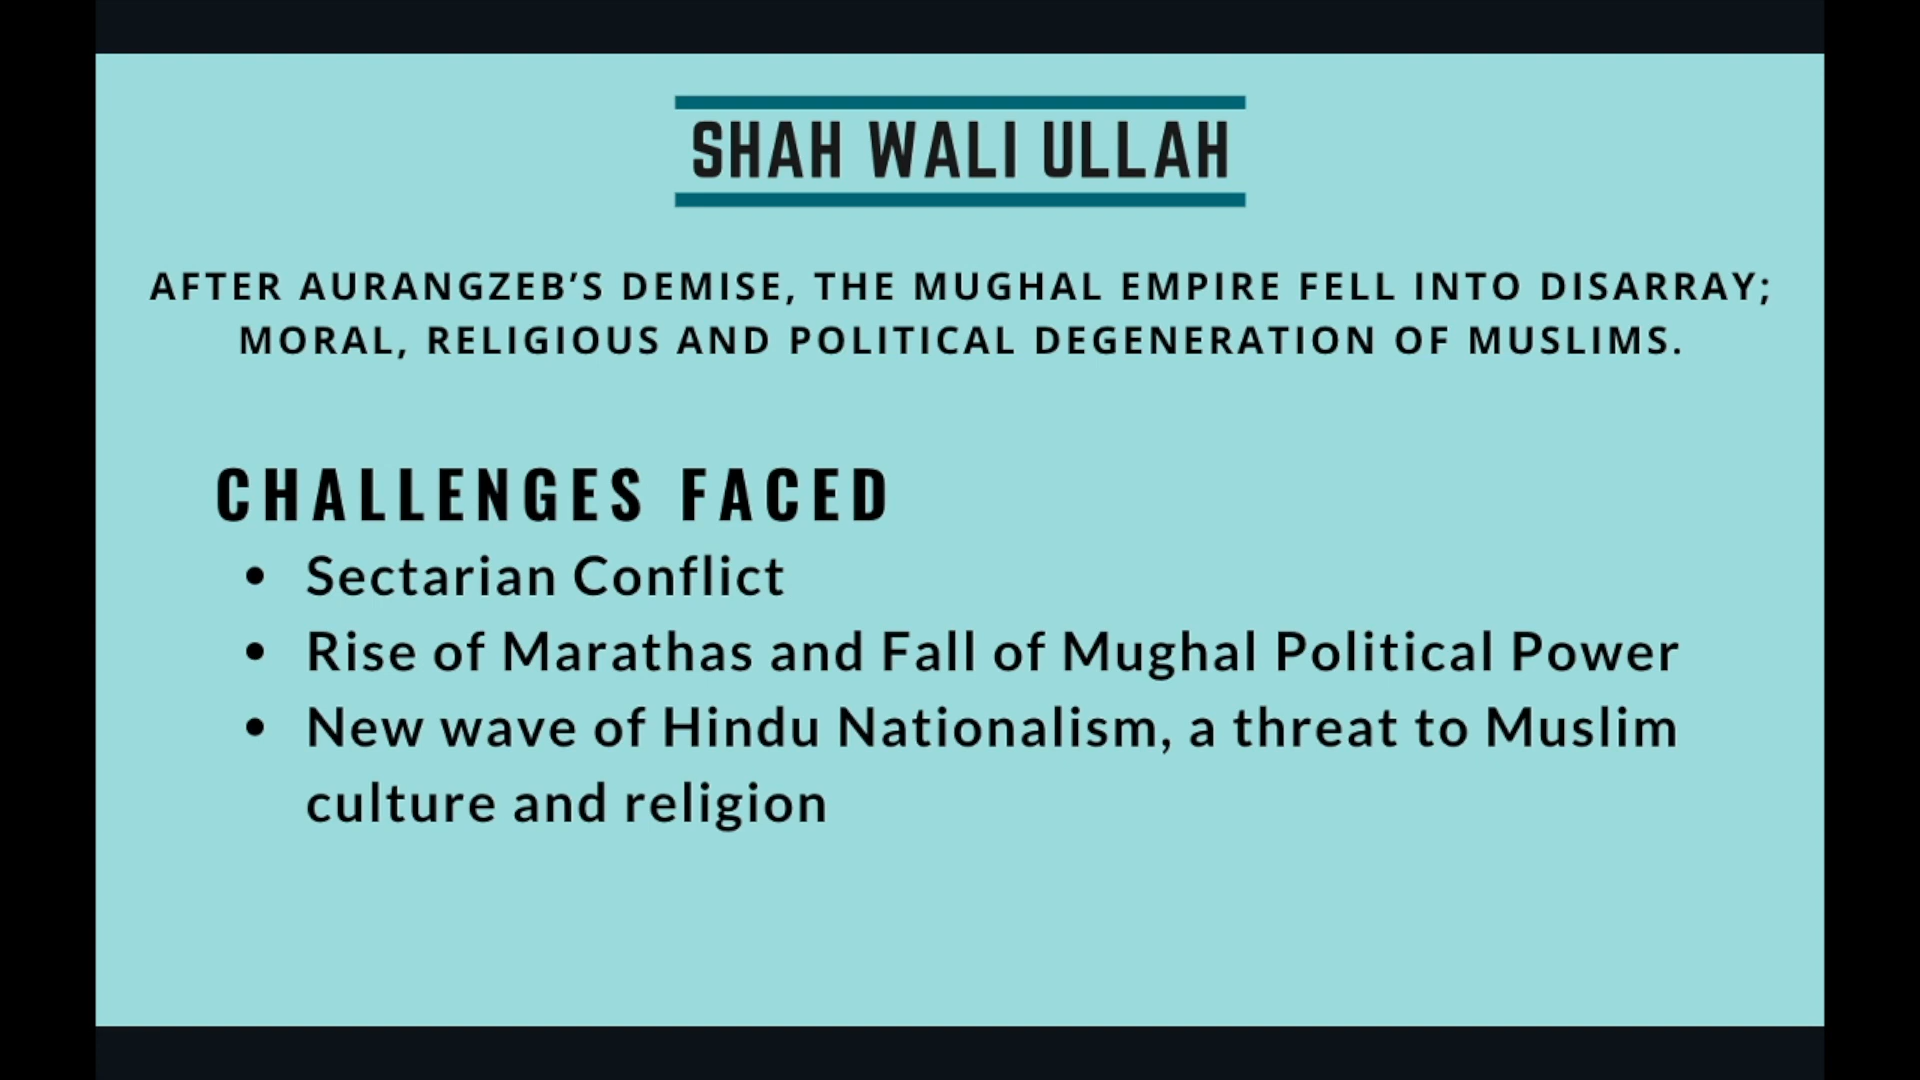 SHAH WALI ULLAH
AFTER AURANGZEB’S DEMISE, THE MUGHAL EMPIRE FELL INTO DISARRAY;
MORAL, RELIGIOUS AND POLITICAL DEGENERATION OF MUSLIMS.
CHALLENGES FACED
• Sectarian Conflict
• Rise of Marathas and Fall of Mughal Political Power
• New wave of Hindu Nationalism, a threat to Muslim
culture and religion